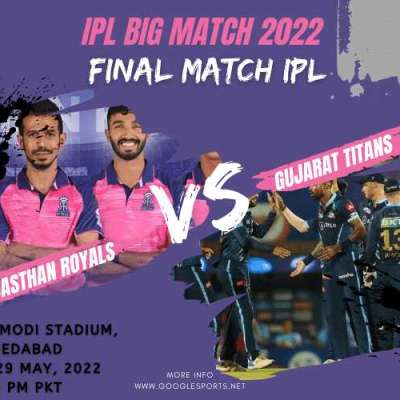 IPL BIG MATCH 2022
FINAL MATCH IPL
GUJARAT TITANS
VS
ASTHAN ROYALS
MODI STADIUM,
EDABAD
29 MAY, 2022
PM PKT
MORE INFO
WWW.GOOGLESPORTS.NET
13